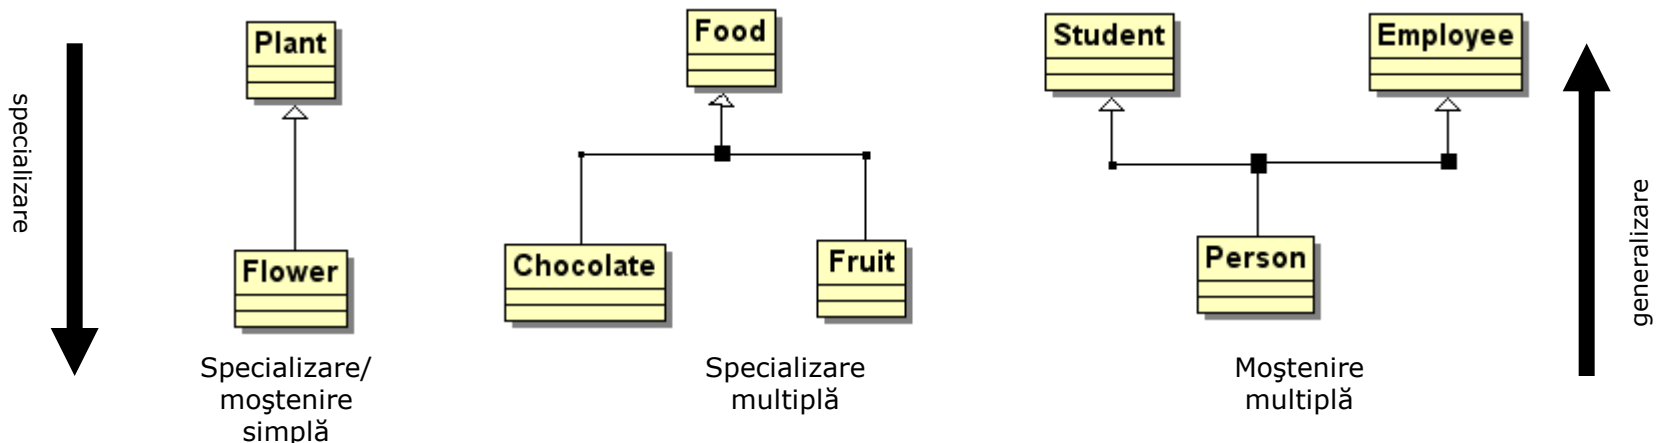 specializare
Plant
Flower
Specializare/
moştenire
simplă
Food
Chocolate
Fruit
Specializare
multiplă
Student
Employee
Person
Moştenire
multiplă
generalizare